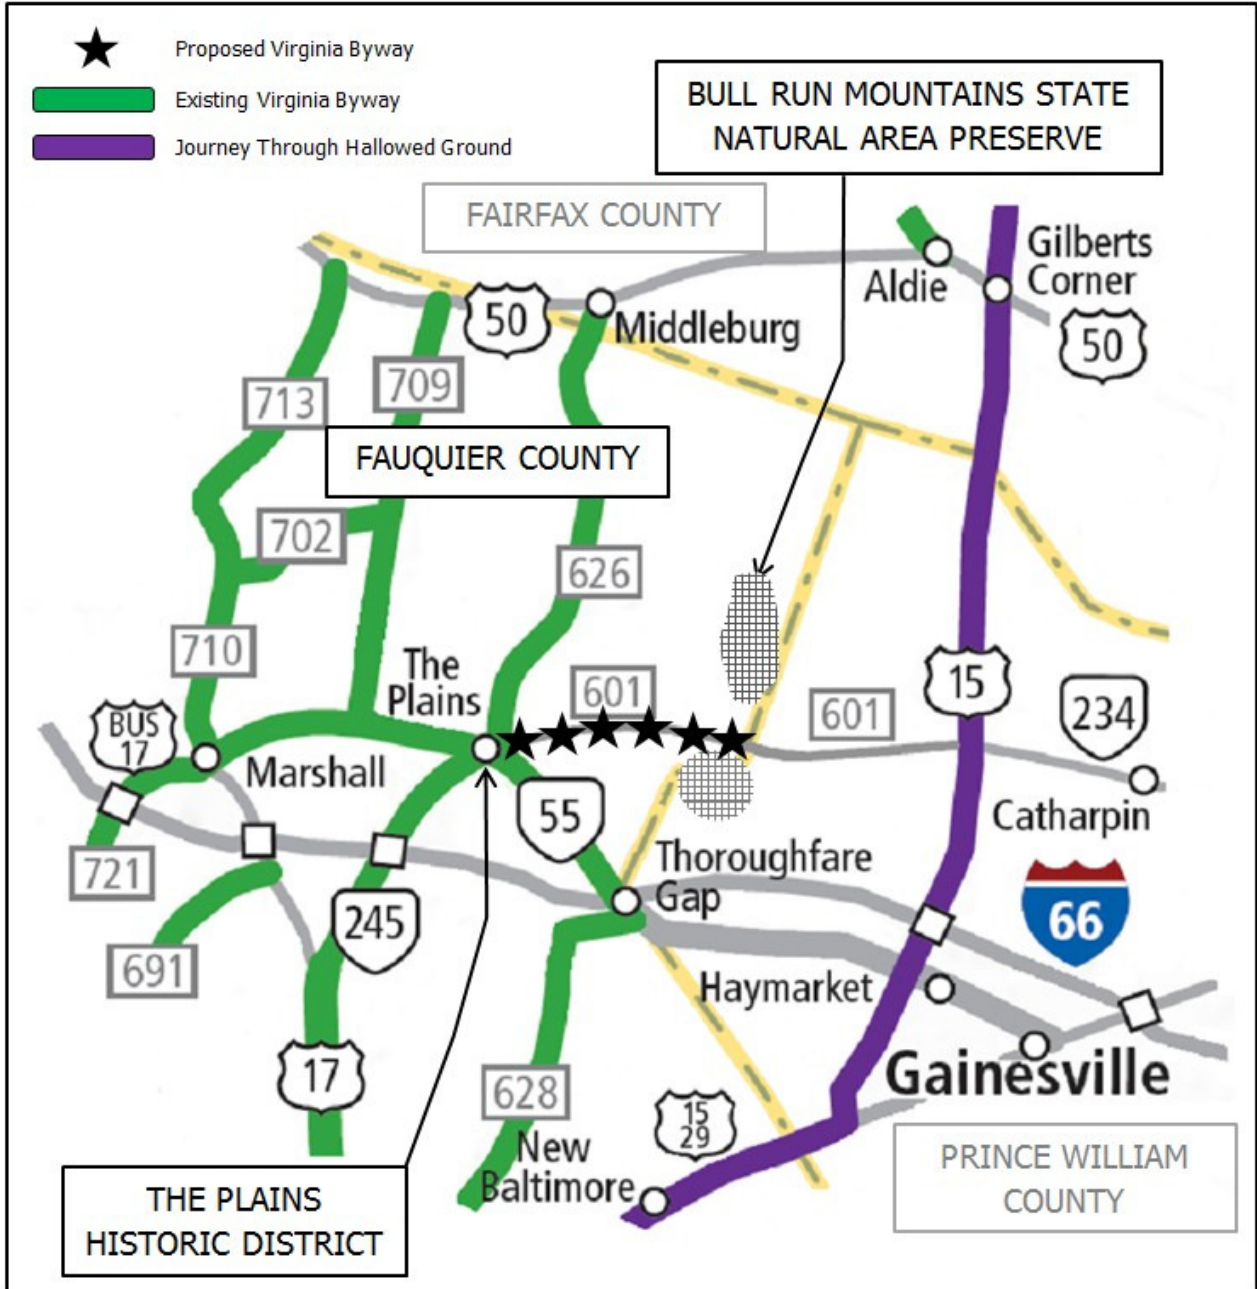 Proposed Virginia Byway
Existing Virginia Byway
Journey Through Hallowed Ground
BULL RUN MOUNTAINS STATE
NATURAL AREA PRESERVE
FAIRFAX COUNTY
Gilberts
Corner
Aldie
50
Middleburg
50
709
713
FAUQUIER COUNTY
702
626
710
The
Plains
601
15
601
234
BUS
17
Marshall
55
Catharpin
721
Thoroughfare
Gap
245
66
691
Haymarket
Gainesville
17
628
15
29
New
Baltimore
PRINCE WILLIAM
COUNTY
THE PLAINS
HISTORIC DISTRICT